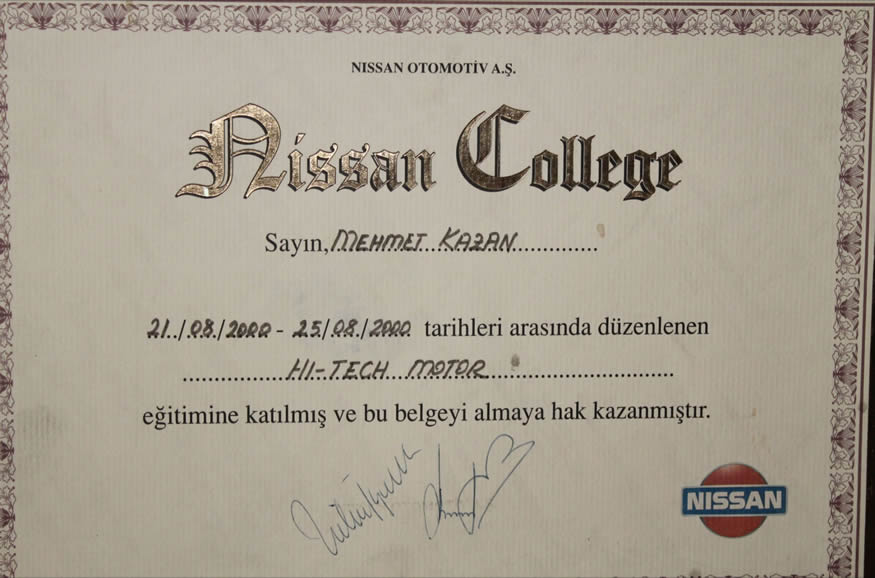 NISSAN OTOMOTİV A.Ş.
Nissan College
Sayın, MEHMET KAZAN
21./08./2000 - 25/08./2000 tarihleri arasında düzenlenen
HI-TECH MOTOR
eğitimine katılmış ve bu belgeyi almaya hak kazanmıştır.
NISSAN